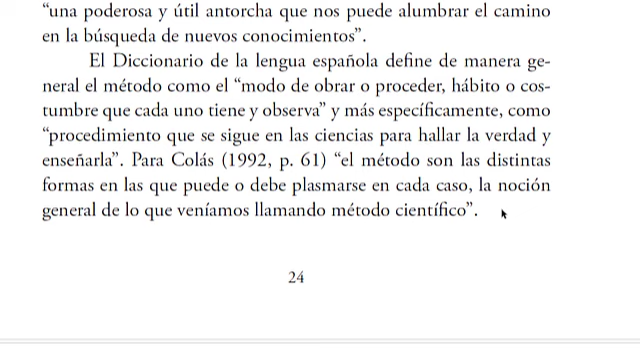 “una poderosa y útil antorcha que nos puede alumbrar el camino
en la búsqueda de nuevos conocimientos”.
El Diccionario de la lengua española define de manera ge-
neral el método como el “modo de obrar o proceder, hábito o cos-
tumbre que cada uno tiene y observa” y más específicamente, como
“procedimiento que se sigue en las ciencias para hallar la verdad y
enseñarla”. Para Colás (1992, p. 61) “el método son las distintas
formas en las que puede o debe plasmarse en cada caso, la noción
general de lo que veníamos llamando método científico”.
24